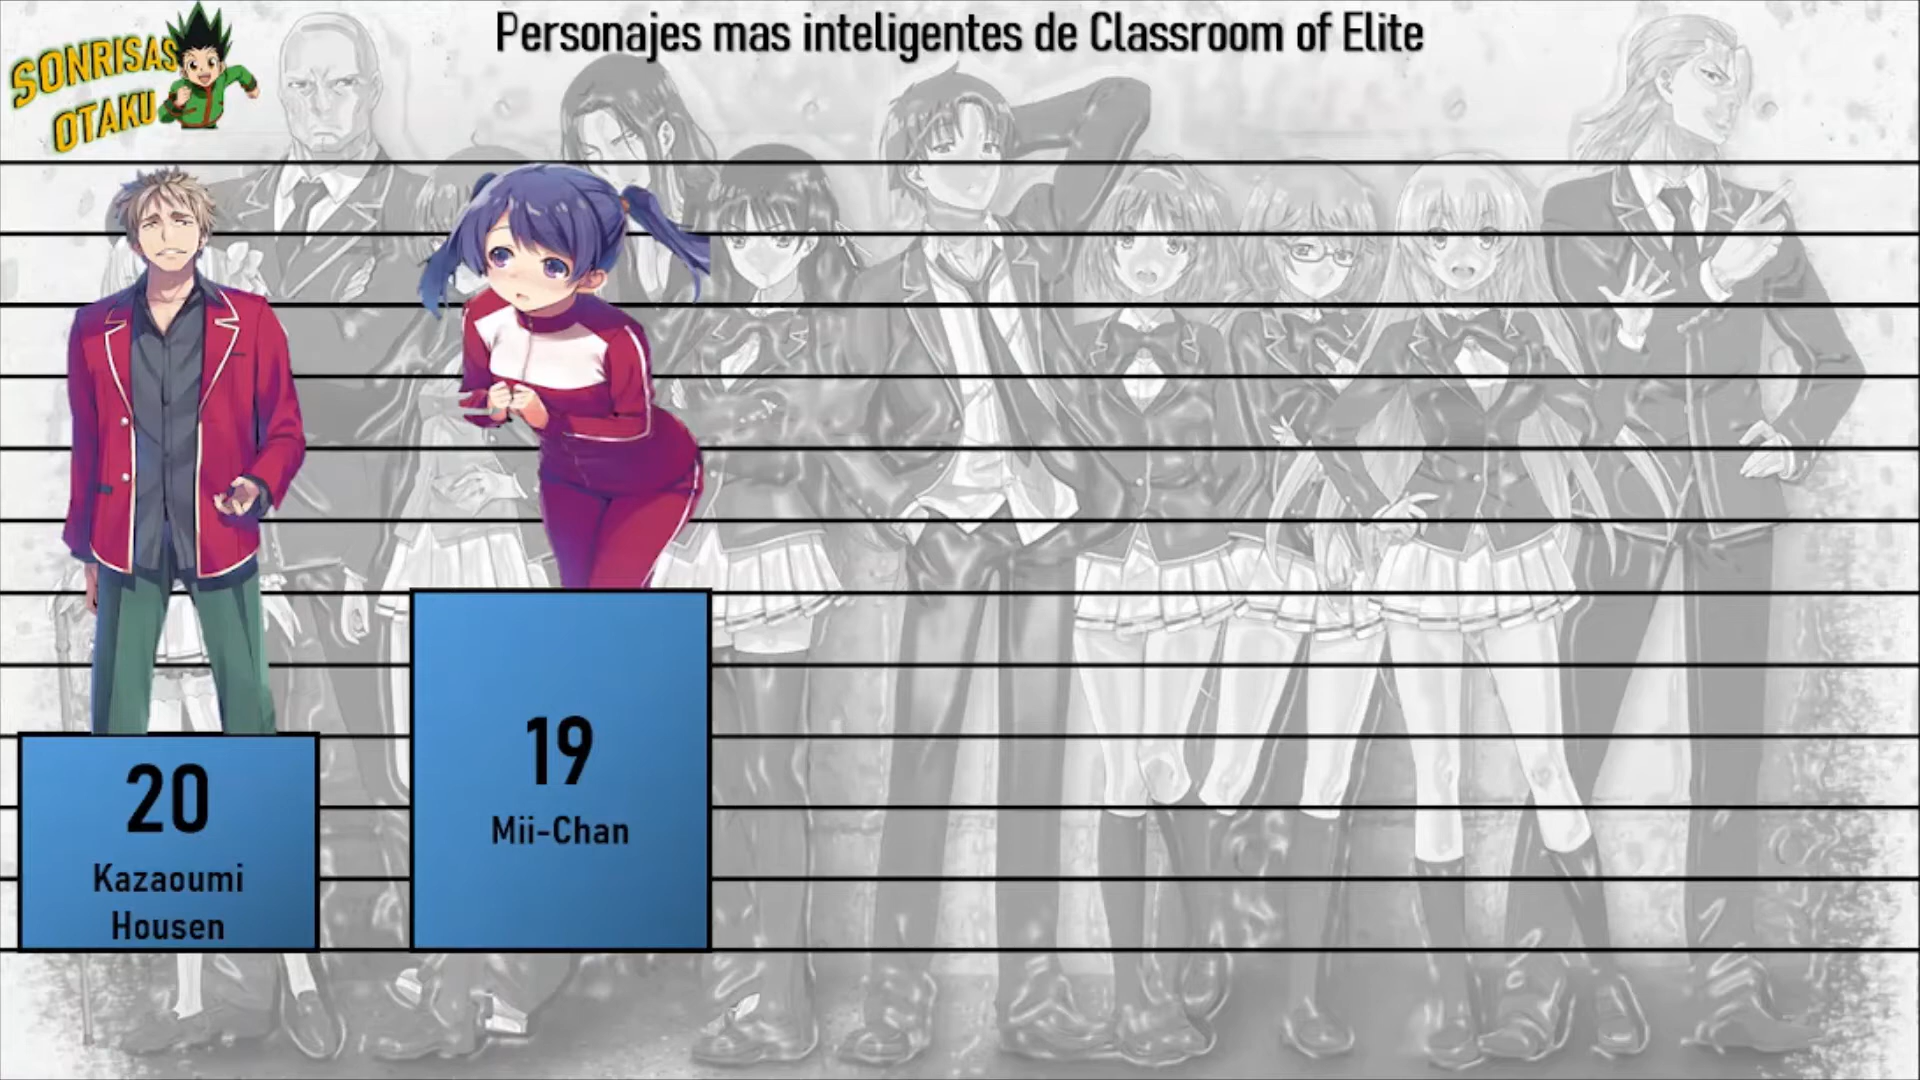 SONRISAS
OTAKU
Personajes mas inteligentes de Classroom of Elite
20
Kazaoumi
Housen
19
Mii-Chan